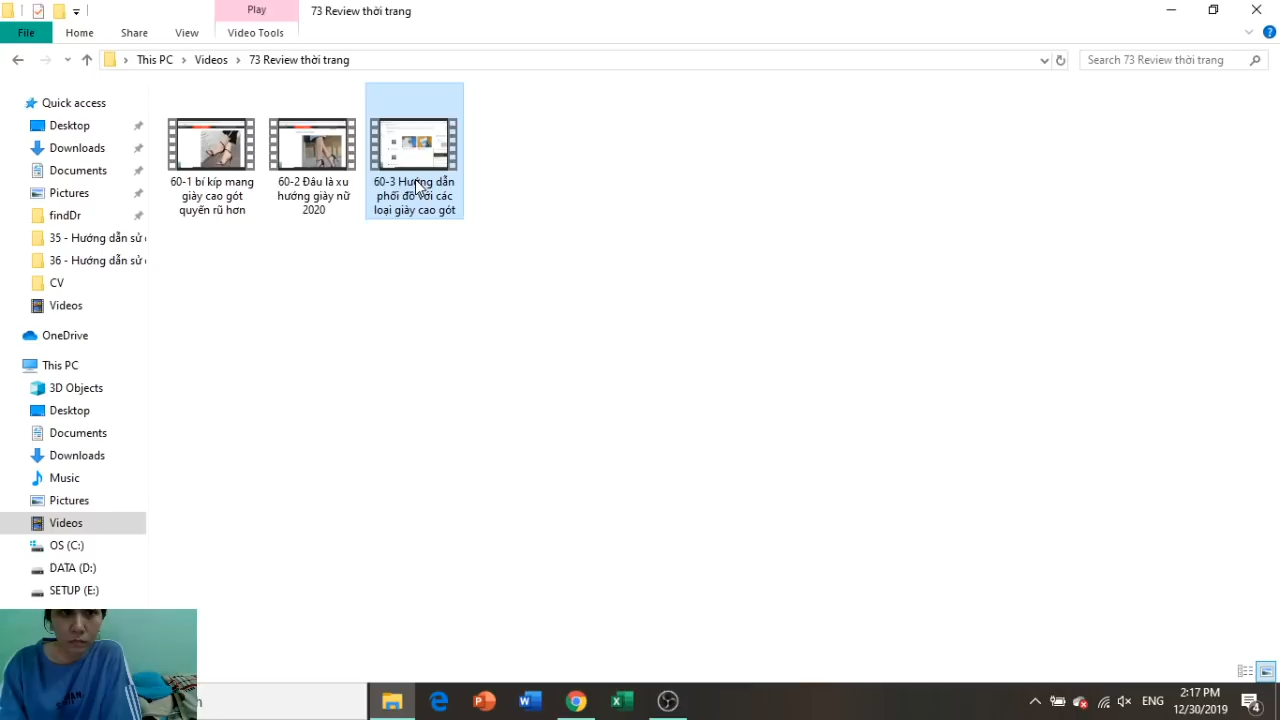 Play
73 Review thời trang
File
Home
Share
View
Video Tools
This PC
Videos
73 Review thời trang
Search 73 Review thời trang
Quick access
Desktop
Downloads
Documents
Pictures
findDr
35 - Hướng dẫn sử
36 - Hướng dẫn sử
CV
Videos
OneDrive
This PC
3D Objects
Desktop
Documents
Downloads
Music
Pictures
Videos
OS (C:)
DATA (D:)
SETUP (E:)
60-1 bí kíp mang
giày cao gót
quyến rũ hơn
60-2 Đâu là xu
hướng giày nữ
2020
60-3 Hướng dẫn
phối đồ với các
loại giày cao gót
ENG
2:17 PM
12/30/2019
4